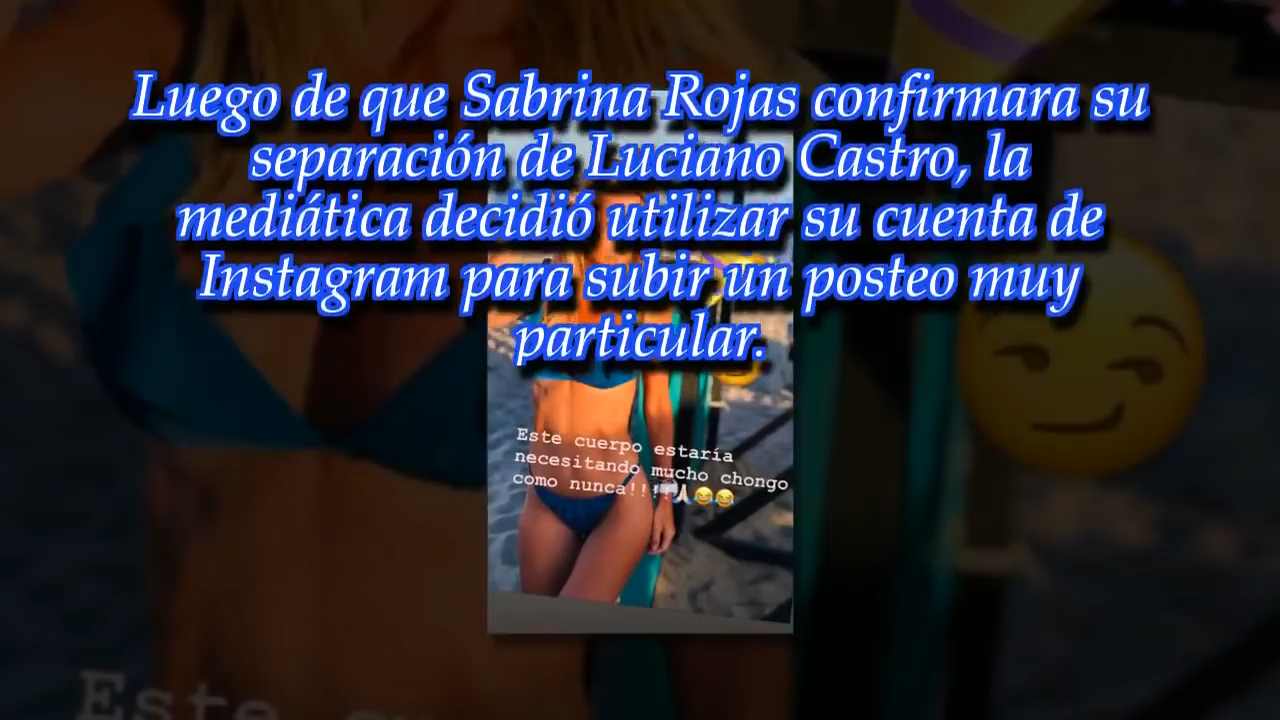 Luego de que Sabrina Rojas confirmara su
separación de Luciano Castro, la
mediática decidió utilizar su cuenta de
Instagram para subir un posteo muy
particular.
Este cuerpo estaría
necesitando mucho chongo
como nunca!!!!🙏😂😂
Este